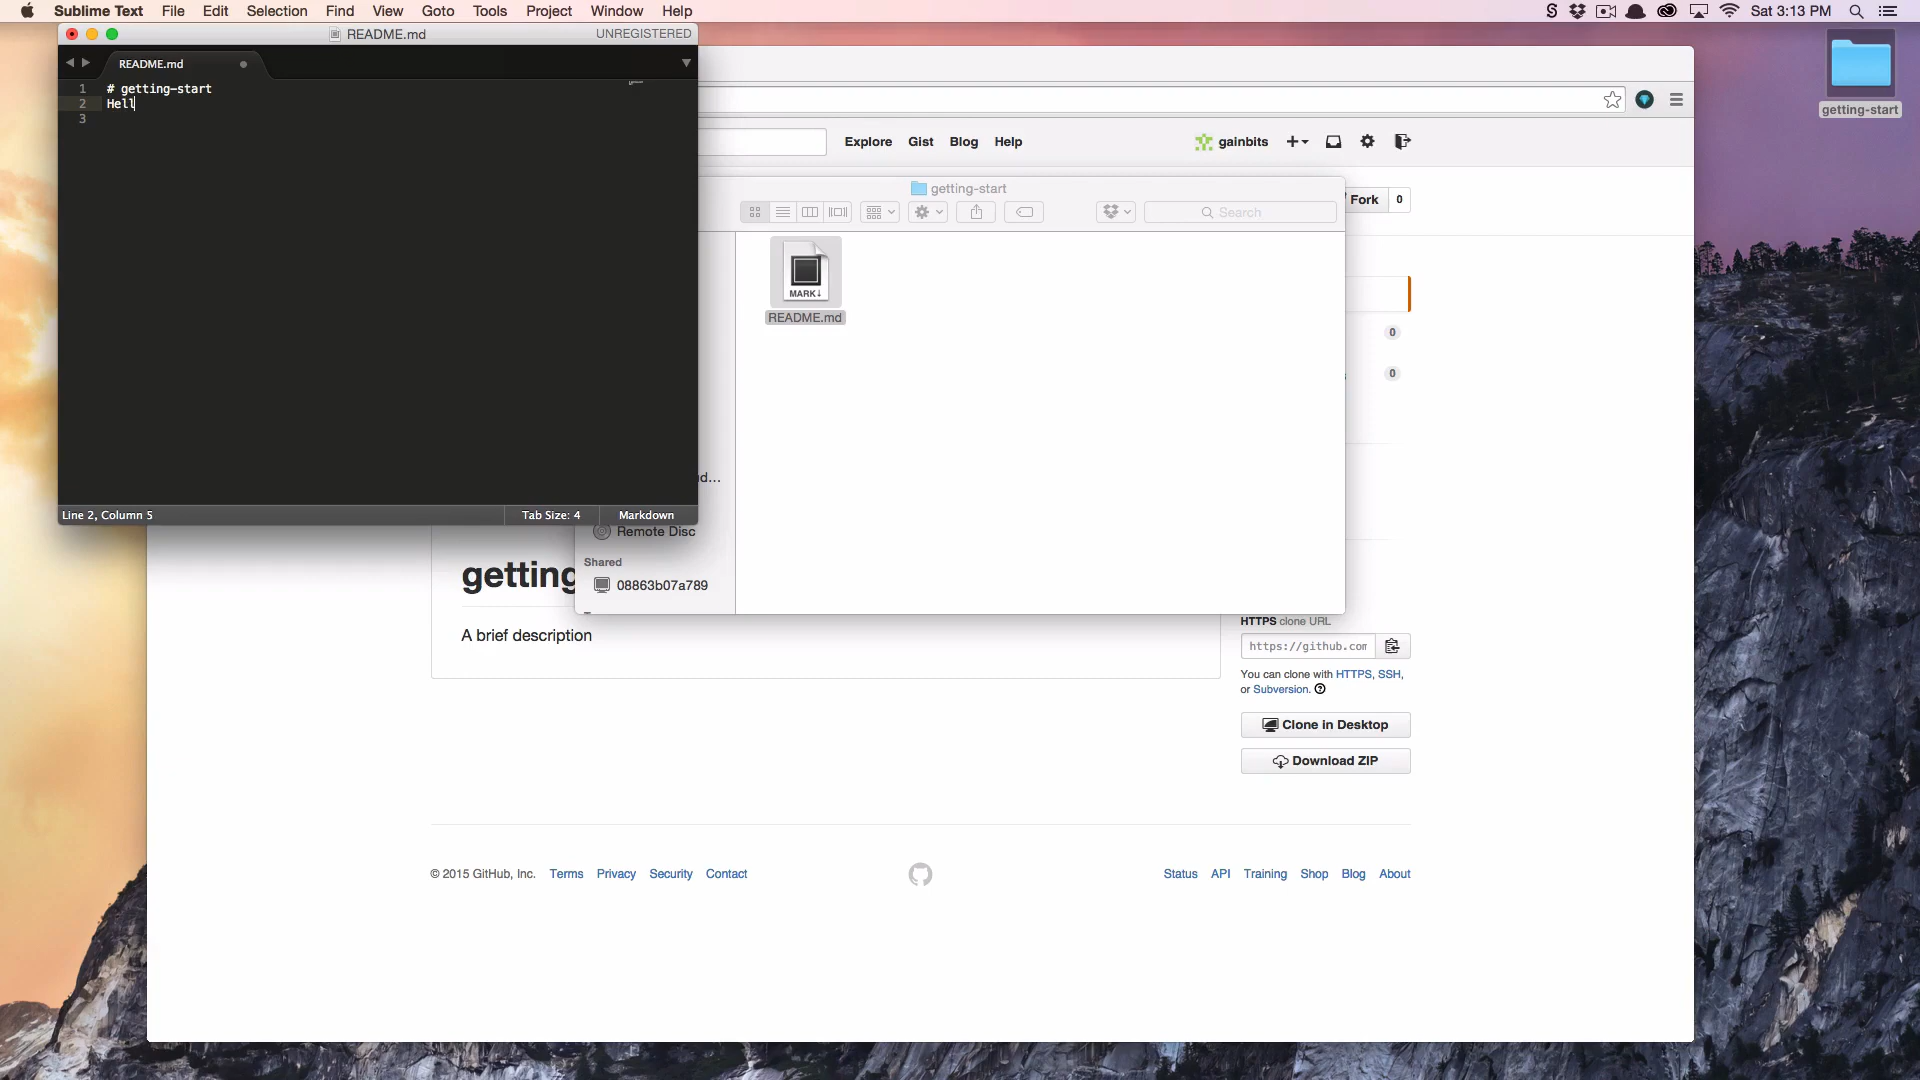 Sublime Text File Edit Selection Find View Goto Tools Project Window Help
Sat 3:13 PM
README.md
UNREGISTERED
README.md
1 # getting-start
2 Hell
3
Line 2, Column 5
Tab Size: 4
Markdown
getting-start
Explore Gist Blog Help
gainbits
getting-start
Search
Fork 0
MARK↓
README.md
0
0
Remote Disc
Shared
08863b07a789
A brief description
HTTPS clone URL
https://github.com
You can clone with HTTPS, SSH,
or Subversion.
Clone in Desktop
Download ZIP
© 2015 GitHub, Inc. Terms Privacy Security Contact
Status API Training Shop Blog About